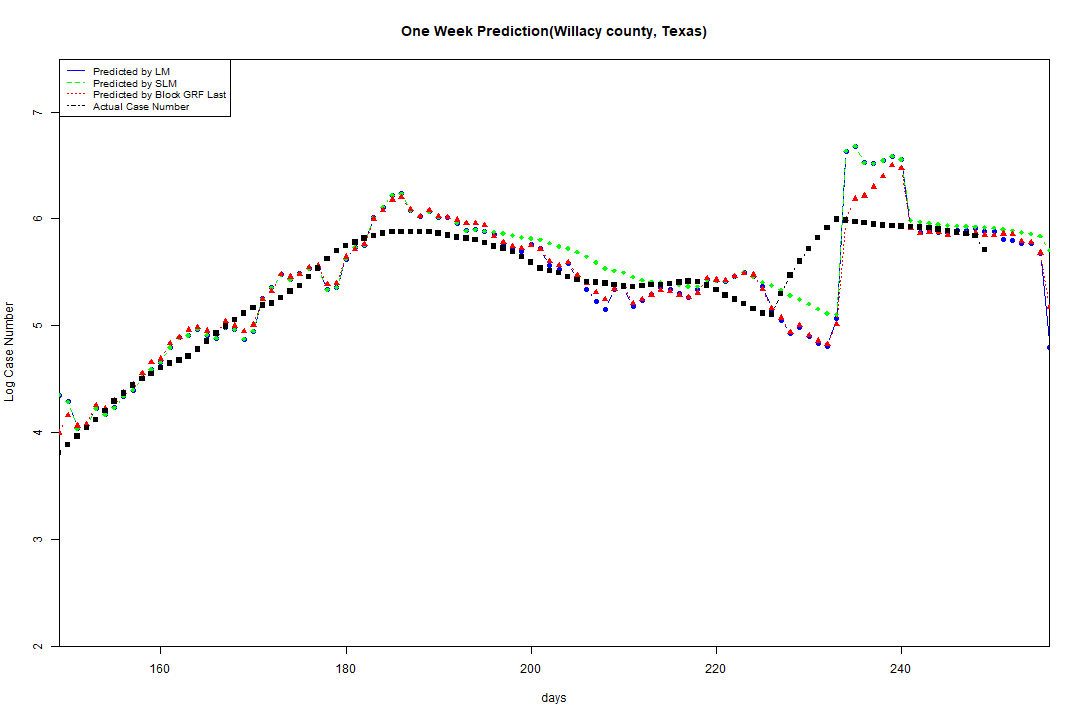 One Week Prediction(Willacy county, Texas)
Predicted by LM
Predicted by SLM
Predicted by Block GRF Last
Actual Case Number
7
6
5
4
3
2
Log Case Number
160 180 200 220 240
days